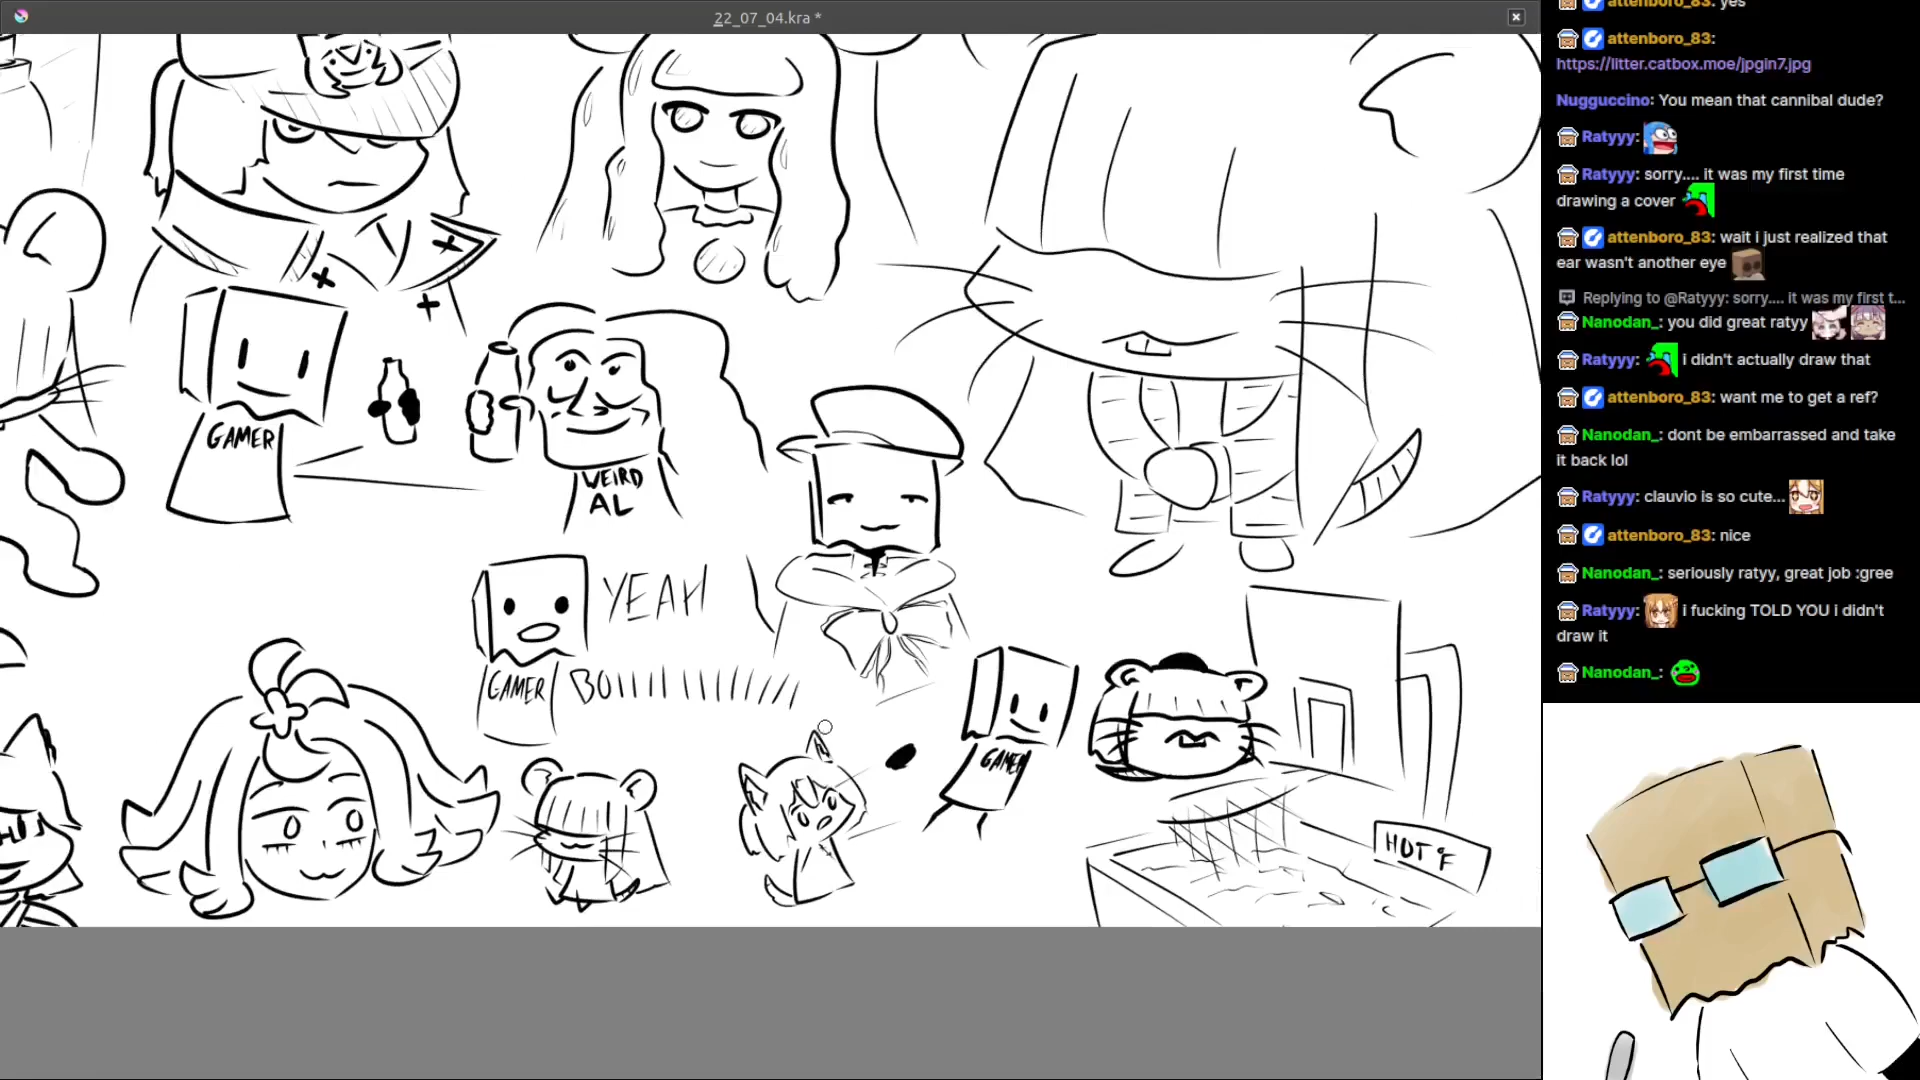 22_07_04.kra *
GAMER
WEIRD
AL
YEAH
GAMER
BOIIIIIIIIIIIIII
GAMER
HOT
attenboro_83: yes
attenboro_83:
https://litter.catbox.moe/jpgin7.jpg
Nugguccino: You mean that cannibal dude?
Ratyyy:
Ratyyy: sorry.... it was my first time
drawing a cover
attenboro_83: wait i just realized that
ear wasn't another eye
Replying to @Ratyyy: sorry.... it was my first t...
Nanodan_: you did great ratyy
Ratyyy: i didn't actually draw that
attenboro_83: want me to get a ref?
Nanodan_: dont be embarrassed and take
it back lol
Ratyyy: clauvio is so cute...
attenboro_83: nice
Nanodan_: seriously ratyy, great job :gree
Ratyyy: i fucking TOLD YOU i didn't
draw it
Nanodan_: